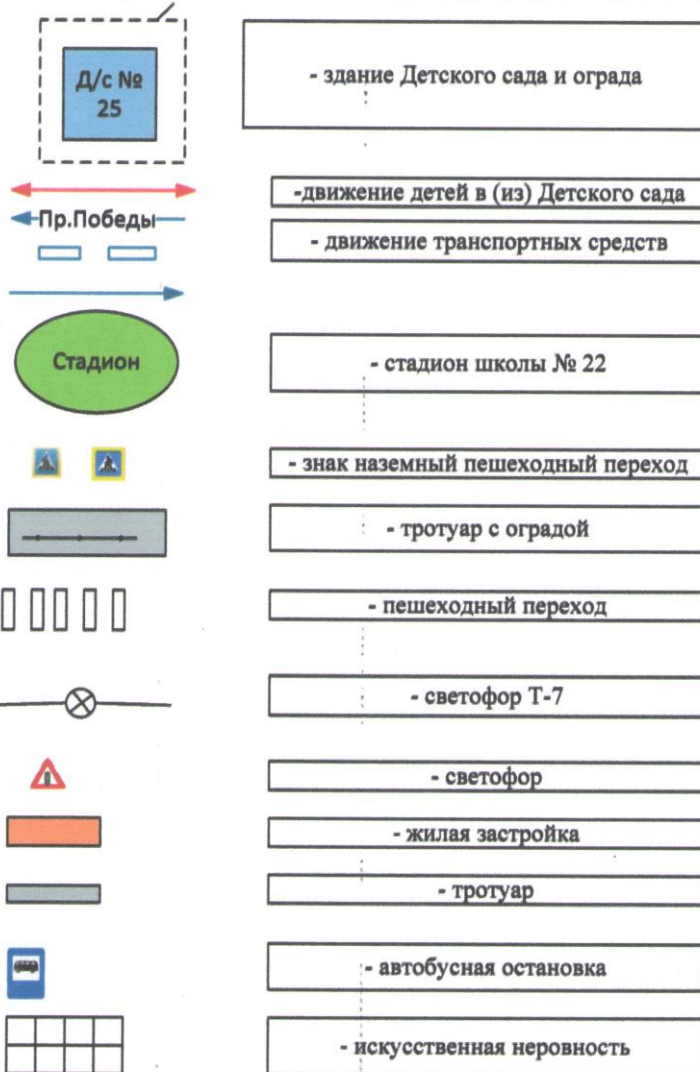 Д/с №
25
- здание Детского сада и ограда
-движение детей в (из) Детского сада
Пр.Победы
- движение транспортных средств
Стадион
- стадион школы № 22
- знак наземный пешеходный переход
- тротуар с оградой
- пешеходный переход
- светофор Т-7
- светофор
- жилая застройка
- тротуар
- автобусная остановка
- искусственная неровность